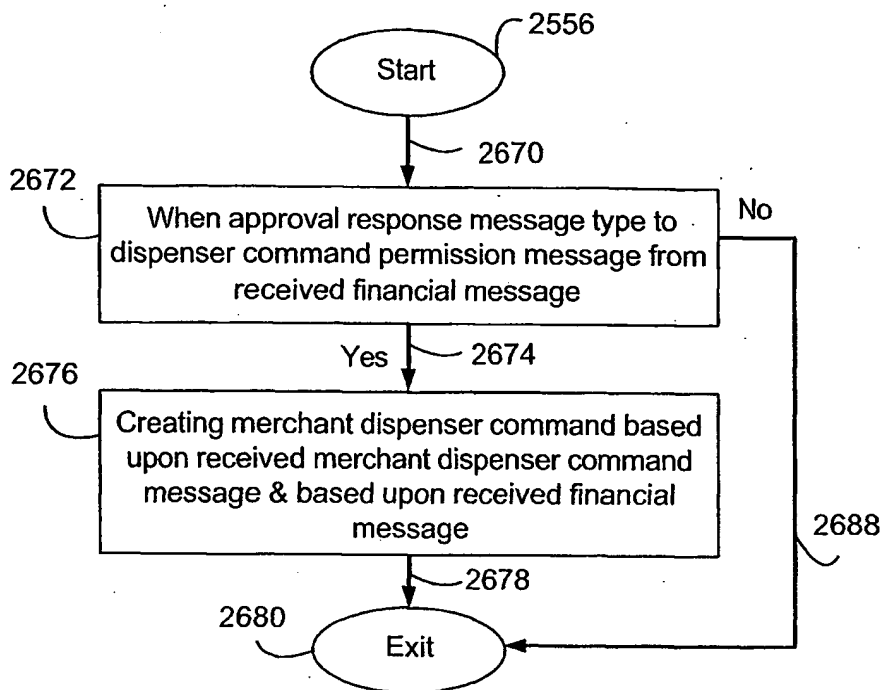 2556
Start
2670
2672
When approval response message type to
dispenser command permission message from
received financial message
No
Yes
2674
2676
Creating merchant dispenser command based
upon received merchant dispenser command
message & based upon received financial
message
2688
2678
2680
Exit